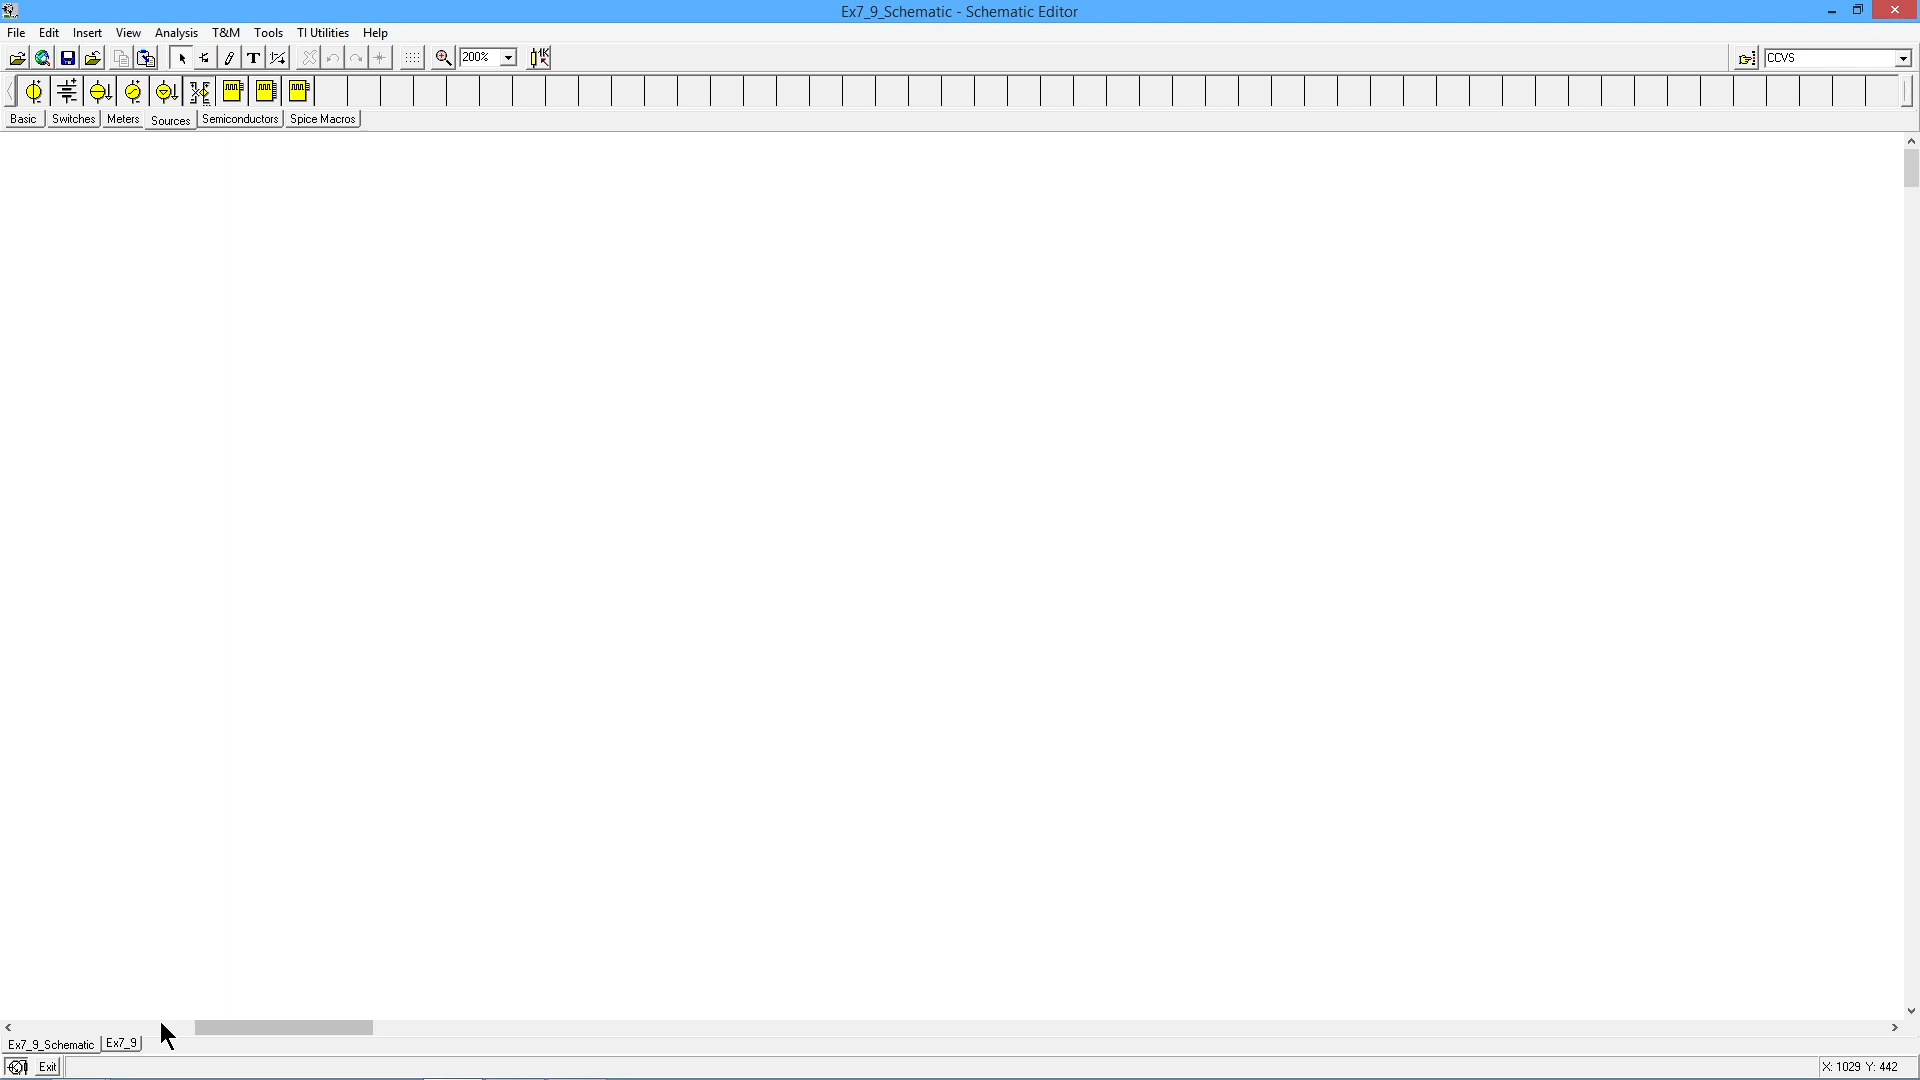 Ex7_9_Schematic - Schematic Editor
File Edit Insert View Analysis T&M Tools TI Utilities Help
T 200% 1K CCVS
Basic Switches Meters Sources Semiconductors Spice Macros
Ex7_9_Schematic Ex7_9
Exit X: 1029 Y: 442